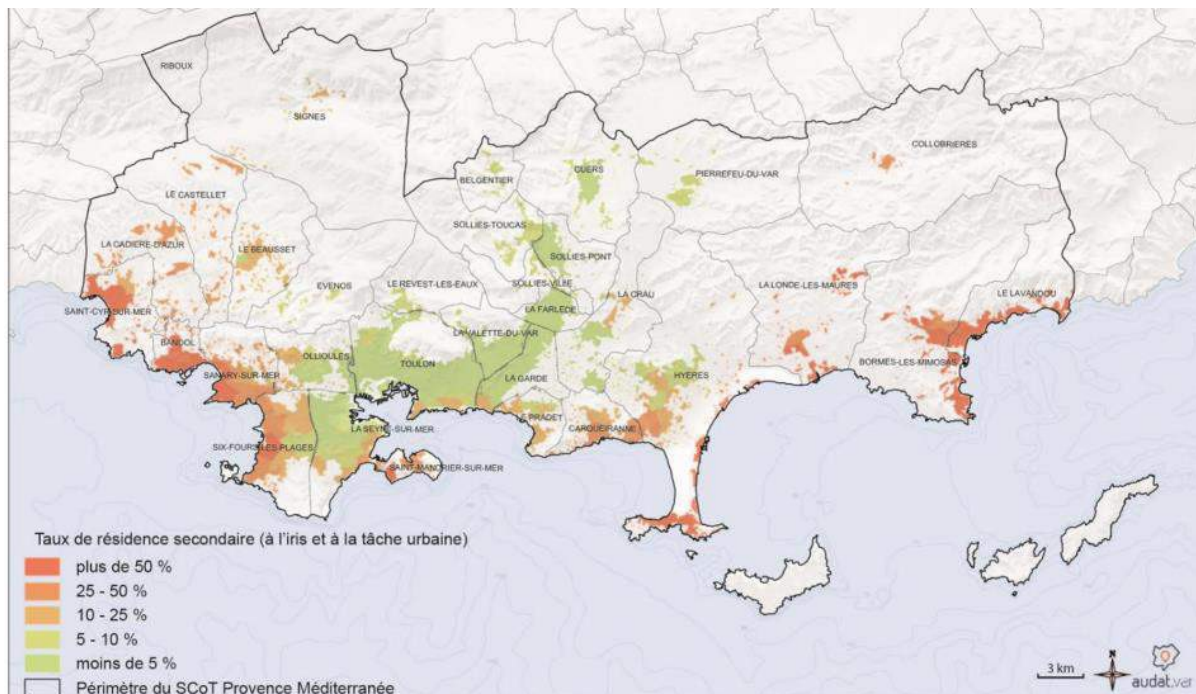 RIBOUX
SIGNES
COLLOBRIERES
BELGENTIER
CUERS
PIERREFEU-DU-VAR
LE CASTELLET
SOLLIES-TOUCAS
LA CADIERE-D'AZUR
LE BEAUSSET
SOLLIES-PONT
EVENOS
LE REVEST-LES-EAUX
SOLLIES-VILLE
LA CRAU
LA LONDE-LES-MAURES
LE LAVANDOU
SAINT-CYR-SUR-MER
LA FARLEDE
LA VALETTE-DU-VAR
BANDOL
OLLIOULES
TOULON
BORMES-LES-MIMOSAS
SANARY-SUR-MER
LA GARDE
HYERES
LE PRADET
CARQUEIRANNE
LA SEYNE-SUR-MER
SIX-FOURS-LES-PLAGES
SAINT-MANDRIER-SUR-MER
Taux de résidence secondaire (à l'iris et à la tâche urbaine)
plus de 50 %
25 - 50 %
10 - 25 %
5 - 10 %
moins de 5 %
Périmètre du SCoT Provence Méditerranée
3 km
N
audat.var